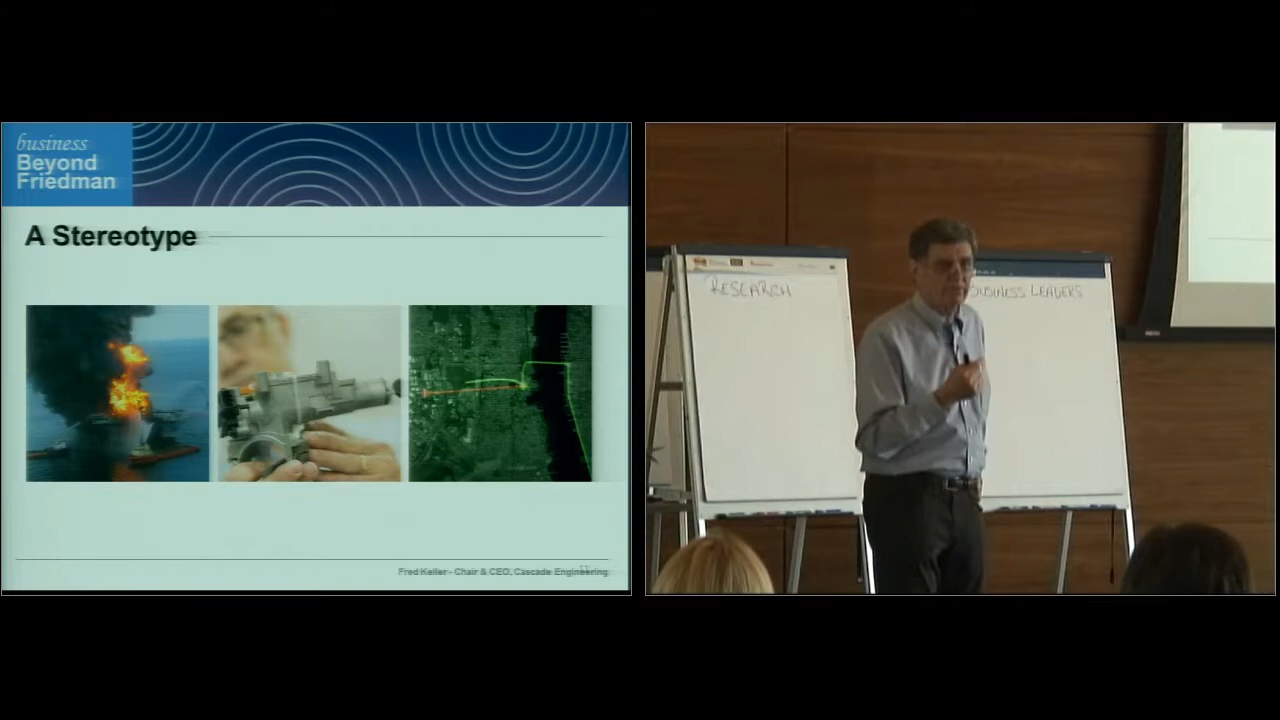 business
Beyond
Friedman
A Stereotype
Fred Keller - Chair & CEO, Cascade Engineering
RESEARCH
BUSINESS LEADERS